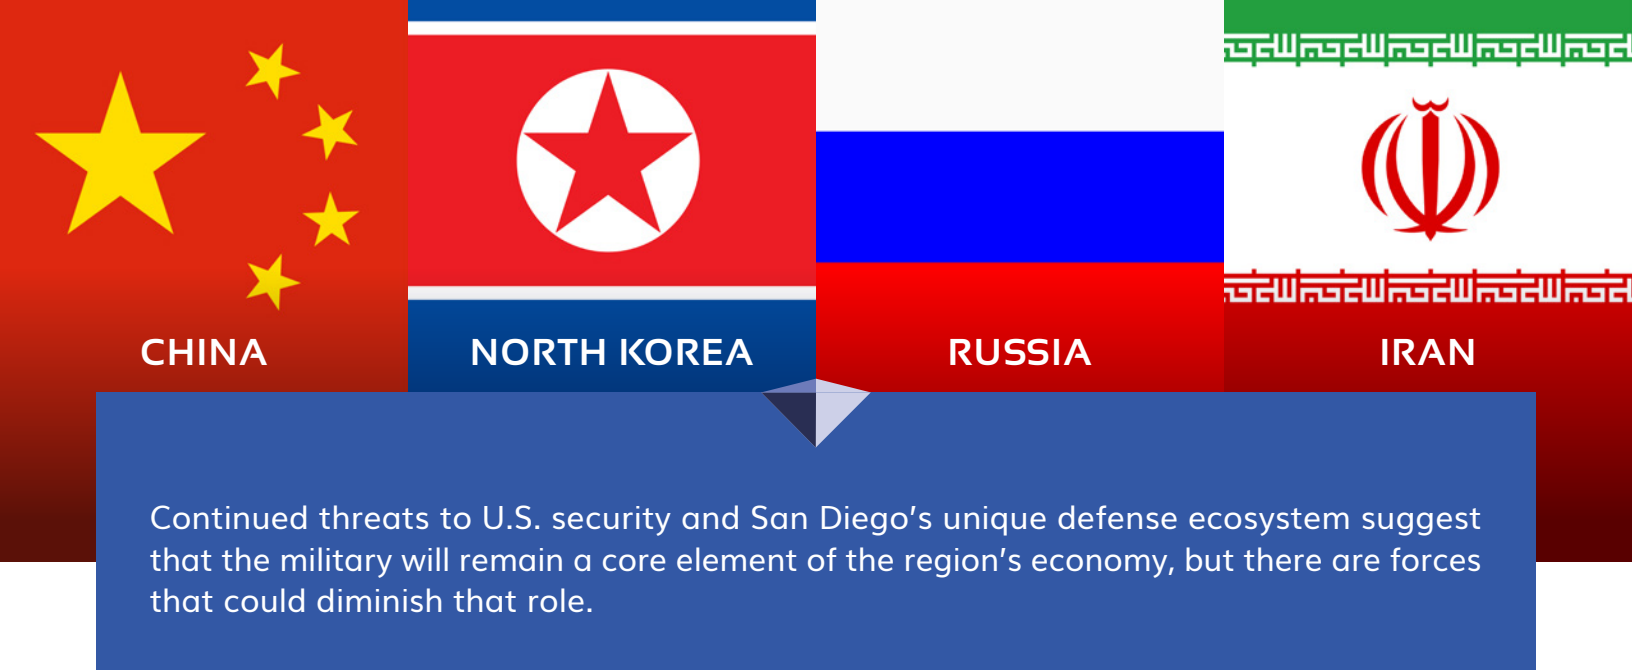 CHINA
NORTH KOREA
RUSSIA
IRAN
Continued threats to U.S. security and San Diego’s unique defense ecosystem suggest
that the military will remain a core element of the region’s economy, but there are forces
that could diminish that role.